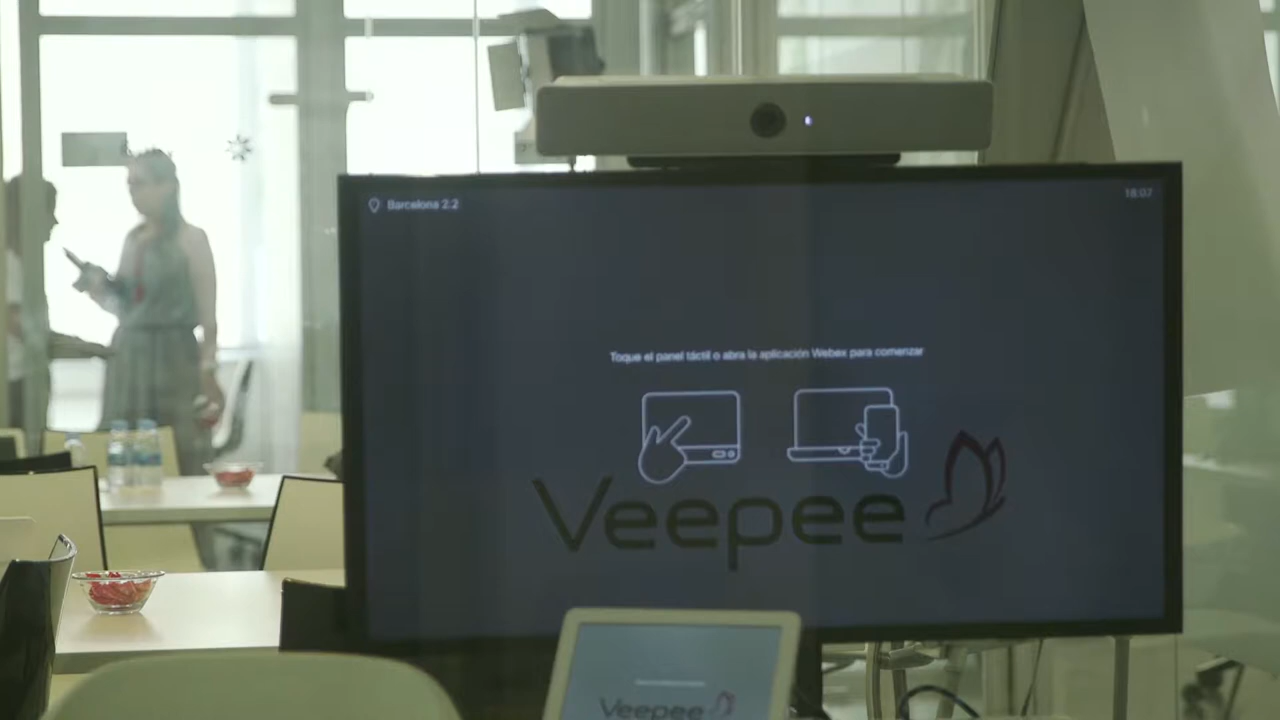 Barcelona 2.2
18:07
Toque el panel táctil o abra la aplicación Webex para comenzar
Veepee
Veepee